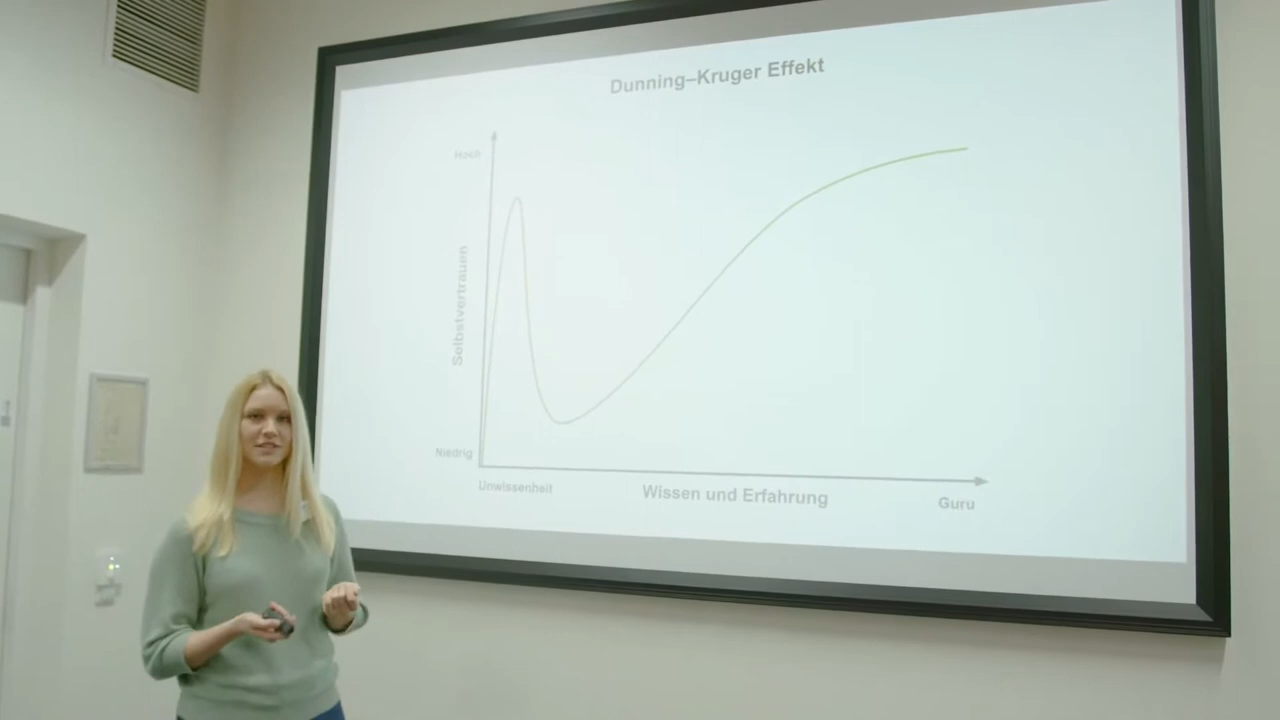 Dunning–Kruger Effekt
Hoch
Selbstvertrauen
Niedrig
Unwissenheit
Wissen und Erfahrung
Guru